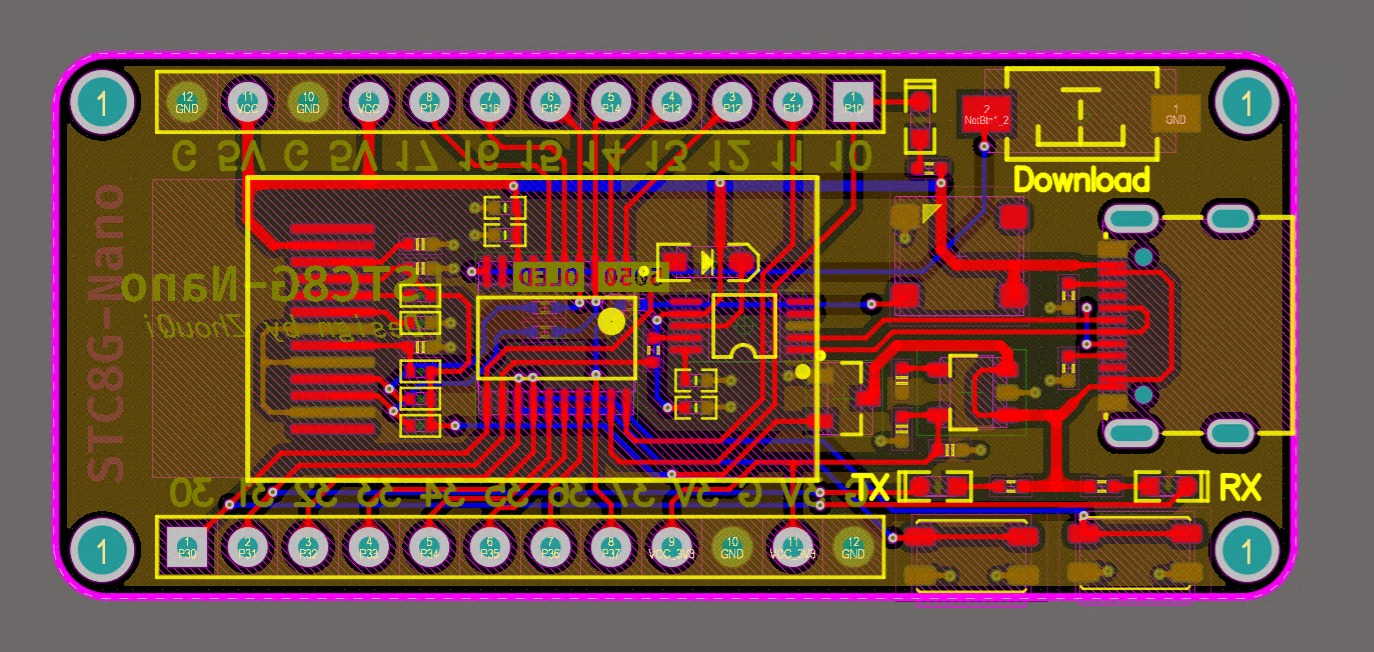 1 12 11 10 9 8 7 6 5 4 3 2 1 2 1 1
GND VCC GND VCC P17 P16 P15 P14 P13 P12 P11 P10 GND
G 5V G 5V 17 16 15 14 13 12 11 10
Download
STC8G-Nano
OLED
STC8G-Nano
Design by ZhouQi
30 31 32 33 34 35 36 37 3V G 3V G
TX RX
1 1 2 3 4 5 6 7 8 9 10 11 12 1
P30 P31 P32 P33 P34 P35 P36 P37 VCC_3V3 GND VCC_3V3 GND